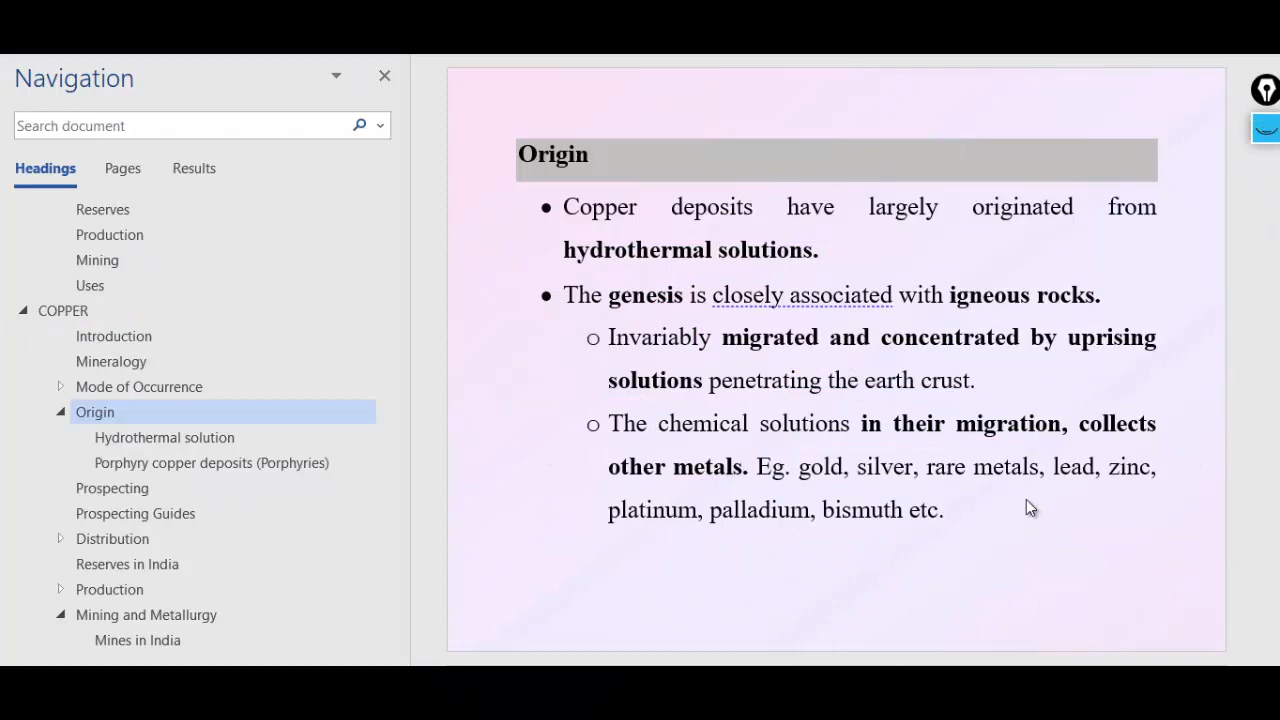 Navigation
Search document
Headings Pages Results
Reserves
Production
Mining
Uses
COPPER
Introduction
Mineralogy
Mode of Occurrence
Origin
Hydrothermal solution
Porphyry copper deposits (Porphyries)
Prospecting
Prospecting Guides
Distribution
Reserves in India
Production
Mining and Metallurgy
Mines in India
Origin
• Copper deposits have largely originated from
hydrothermal solutions.
• The genesis is closely associated with igneous rocks.
o Invariably migrated and concentrated by uprising
solutions penetrating the earth crust.
o The chemical solutions in their migration, collects
other metals. Eg. gold, silver, rare metals, lead, zinc,
platinum, palladium, bismuth etc.